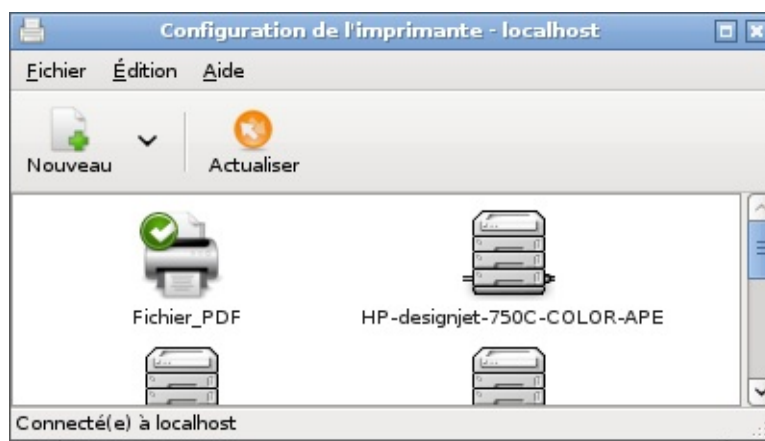 Configuration de l'imprimante - localhost
Fichier Édition Aide
Nouveau Actualiser
Fichier_PDF HP-designjet-750C-COLOR-APE
Connecté(e) à localhost